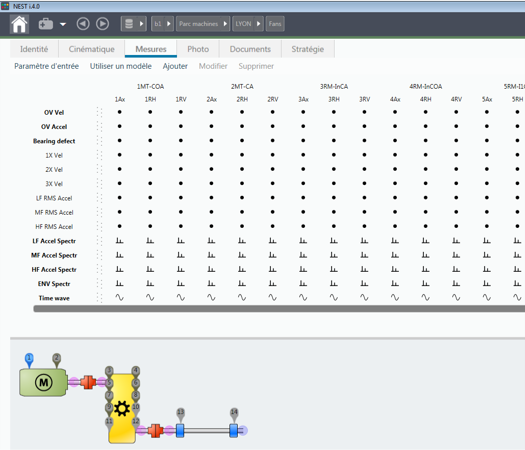 NEST i.4.0
b1 Parc machines LYON Fans
Identité Cinématique Mesures Photo Documents Stratégie
Paramètre d'entrée Utiliser un modèle Ajouter Modifier Supprimer
1MT-COA 2MT-CA 3RM-InCA 4RM-InCOA
1Ax 1RH 1RV 2Ax 2RH 2RV 3Ax 3RH 3RV 4Ax 4RH 4RV 5Ax 5RH
OV Vel
OV Accel
Bearing defect
1X Vel
2X Vel
3X Vel
LF RMS Accel
MF RMS Accel
HF RMS Accel
LF Accel Spectr
MF Accel Spectr
HF Accel Spectr
ENV Spectr
Time wave
1 2 3 4
M 5 6
7 8
9 10
11 12 13 14